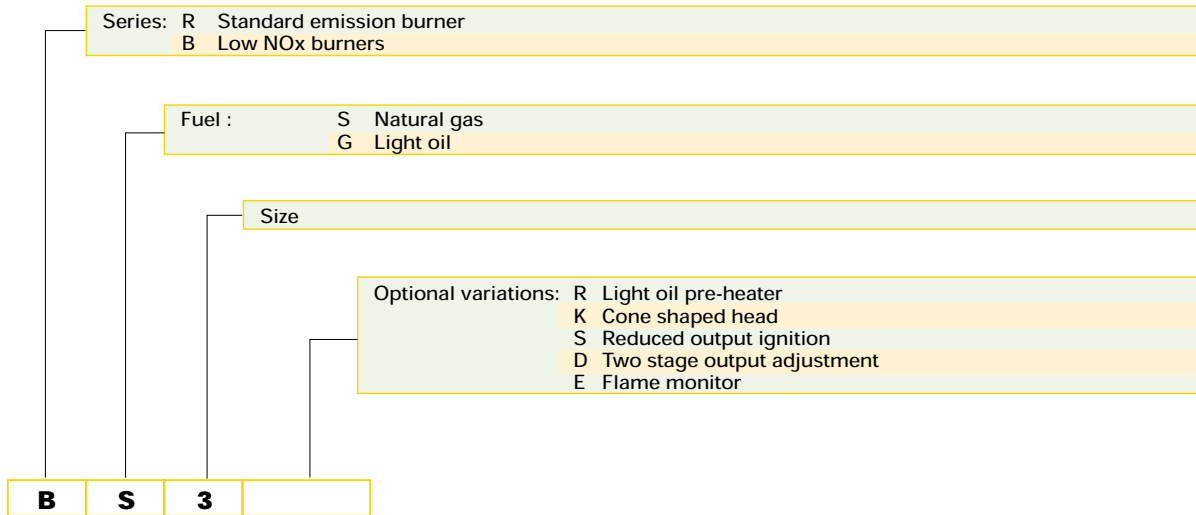 Series: R Standard emission burner
B Low NOx burners
Fuel : S Natural gas
G Light oil
Size
Optional variations: R Light oil pre-heater
K Cone shaped head
S Reduced output ignition
D Two stage output adjustment
E Flame monitor
B S 3